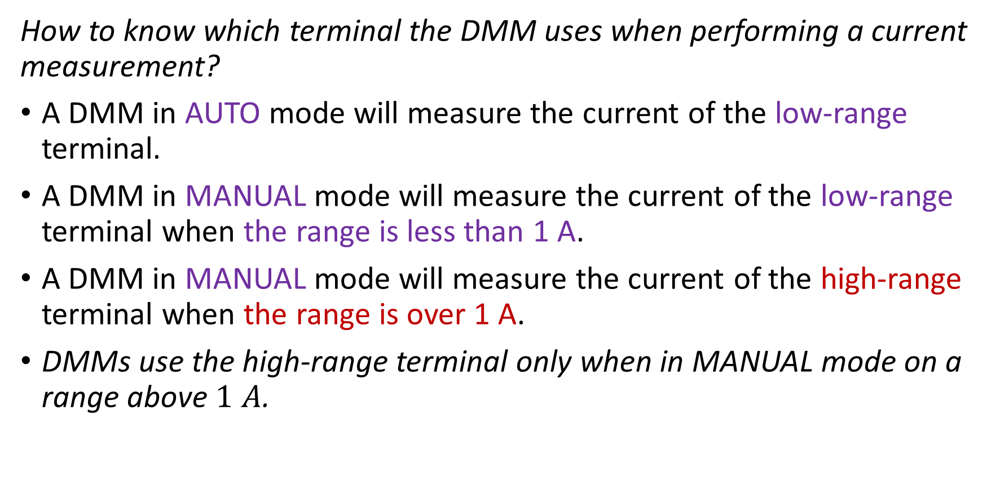 How to know which terminal the DMM uses when performing a current
measurement?
• A DMM in AUTO mode will measure the current of the low-range
terminal.
• A DMM in MANUAL mode will measure the current of the low-range
terminal when the range is less than 1 A.
• A DMM in MANUAL mode will measure the current of the high-range
terminal when the range is over 1 A.
• DMMs use the high-range terminal only when in MANUAL mode on a
range above 1 A.